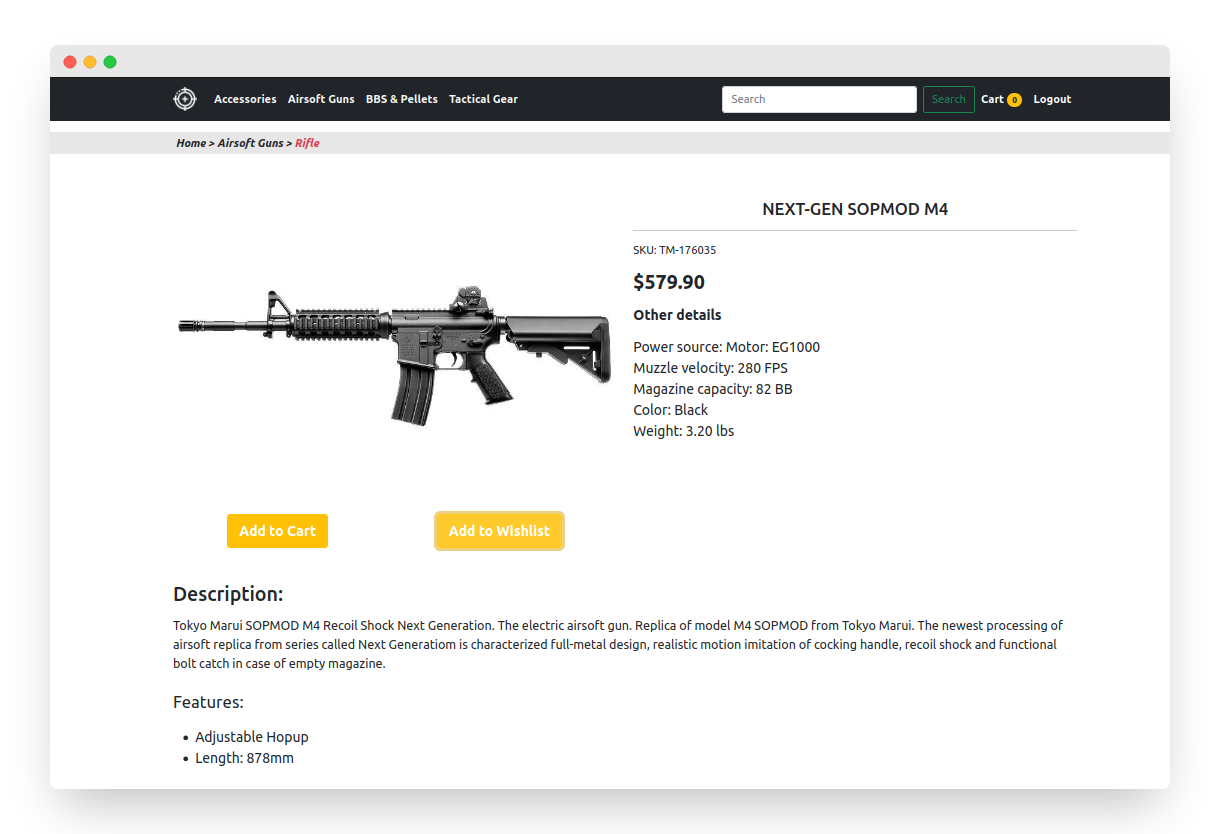 Accessories Airsoft Guns BBS & Pellets Tactical Gear Search Search Cart 0 Logout
Home > Airsoft Guns > Rifle
NEXT-GEN SOPMOD M4
SKU: TM-176035
$579.90
Other details
Power source: Motor: EG1000
Muzzle velocity: 280 FPS
Magazine capacity: 82 BB
Color: Black
Weight: 3.20 lbs
Add to Cart Add to Wishlist
Description:
Tokyo Marui SOPMOD M4 Recoil Shock Next Generation. The electric airsoft gun. Replica of model M4 SOPMOD from Tokyo Marui. The newest processing of
airsoft replica from series called Next Generatiom is characterized full-metal design, realistic motion imitation of cocking handle, recoil shock and functional
bolt catch in case of empty magazine.
Features:
• Adjustable Hopup
• Length: 878mm